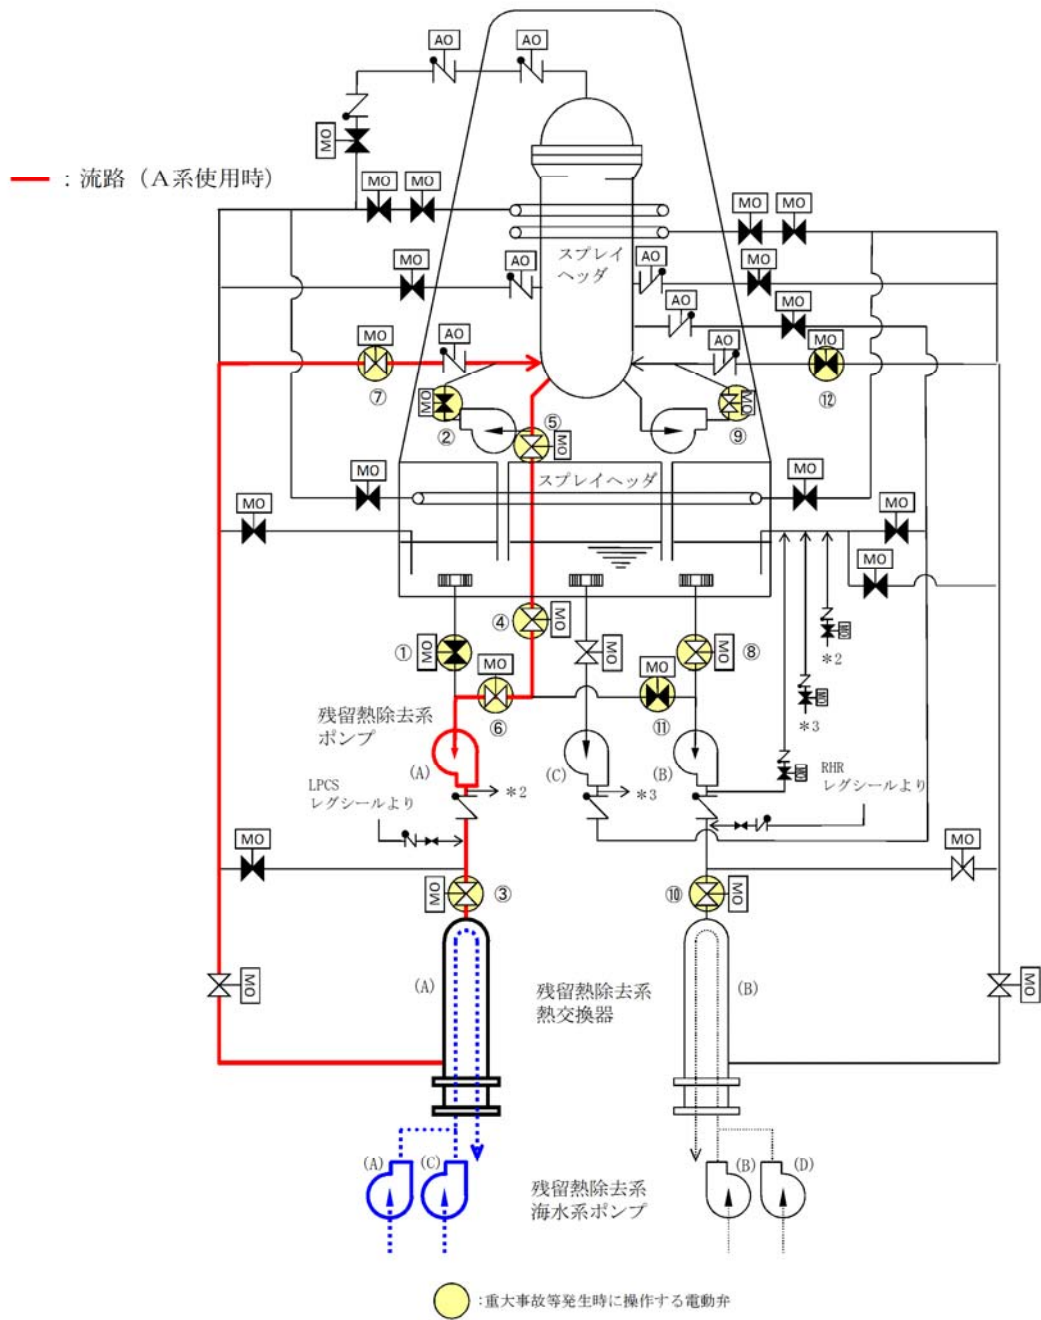 AO
AO
MO
━ : 流路（A系使用時）
MO
MO
MO
MO
スプレイ
ヘッダ
MO
AO
AO
MO
AO
MO
MO
⑦
AO
AO
MO
⑫
MO
②
⑤
MO
MO
⑨
スプレイヘッダ
MO
MO
MO
MO
MO
④
MO
MO
*2
①
MO
MO
MO
⑧
MO
*3
MO
⑥
MO
⑪
残留熱除去系
ポンプ
(A)
(C)
(B)
MO
LPCS
レグシールより
*2
*3
RHR
レグシールより
MO
MO
MO
③
⑩
MO
MO
(A)
残留熱除去系
熱交換器
(B)
MO
(A)
(C)
残留熱除去系
海水系ポンプ
(B)
(D)
:重大事故等発生時に操作する電動弁